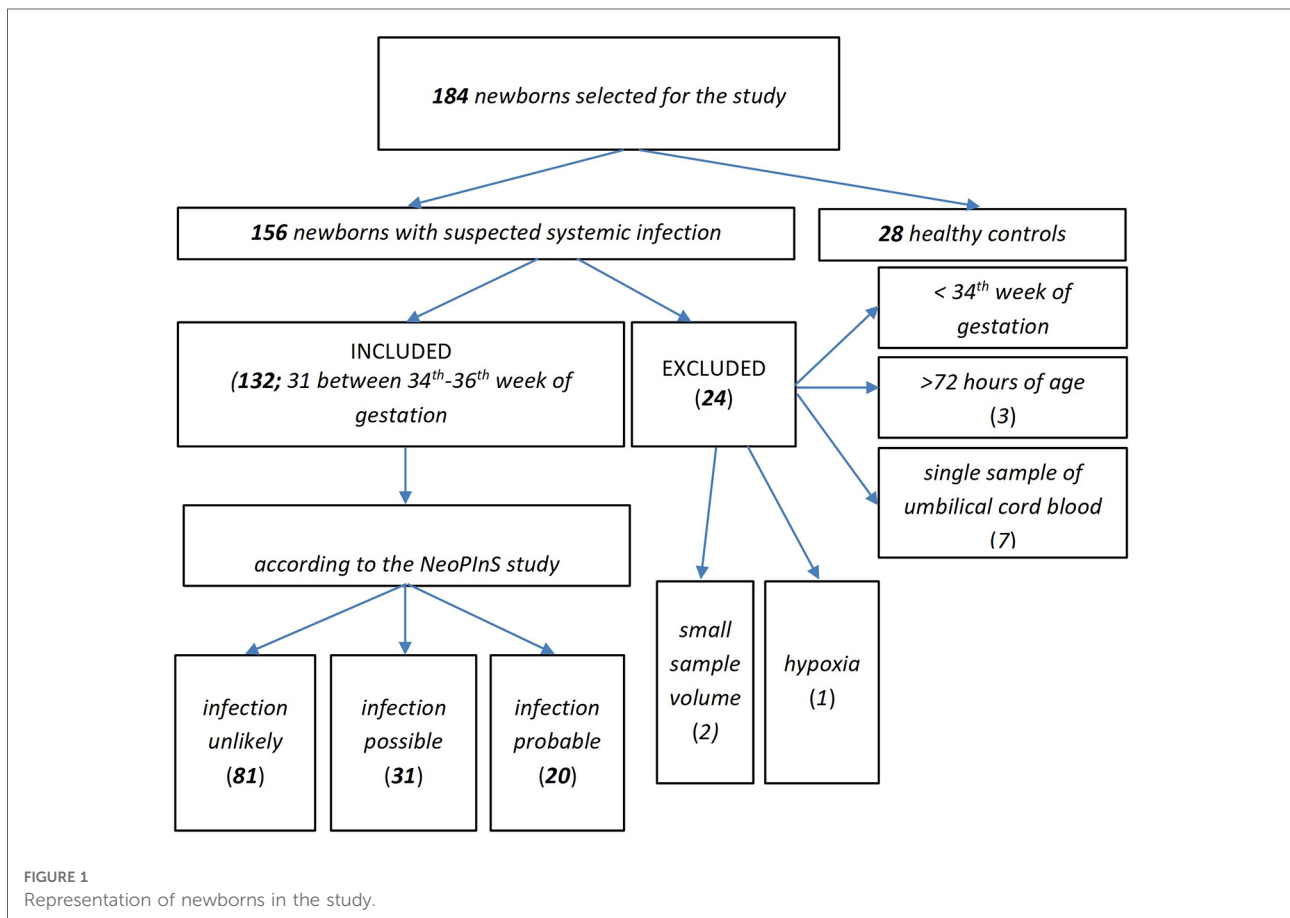 184 newborns selected for the study
156 newborns with suspected systemic infection
28 healthy controls
< 34th week of
gestation
INCLUDED
(132; 31 between 34th-36th week of
gestation
EXCLUDED
(24)
>72 hours of age
(3)
single sample of
umbilical cord blood
(7)
according to the NeoPInS study
small
sample
volume
(2)
hypoxia
(1)
infection
unlikely
(81)
infection
possible
(31)
infection
probable
(20)
FIGURE 1
Representation of newborns in the study.